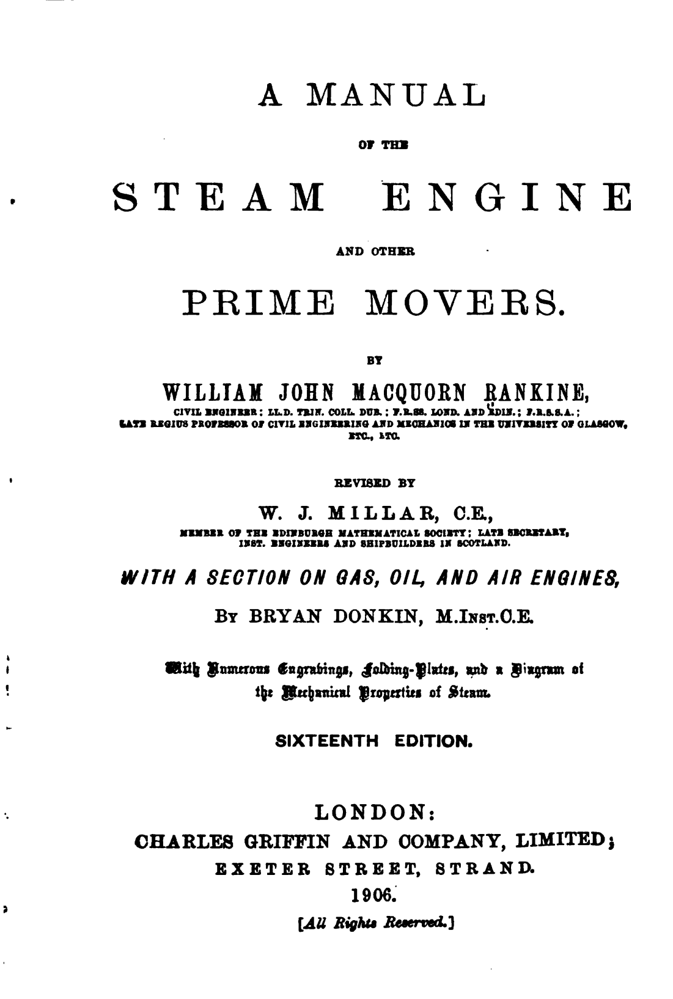 A MANUAL
OF THE
STEAM ENGINE
AND OTHER
PRIME MOVERS.
BY
WILLIAM JOHN MACQUORN RANKINE,
CIVIL ENGINEER; LL.D. TRIN. COLL. DUB.; F.R.SS. LOND. AND EDIN.; F.R.S.S.A.;
LATE REGIUS PROFESSOR OF CIVIL ENGINEERING AND MECHANICS IN THE UNIVERSITY OF GLASGOW,
ETC., ETC.
REVISED BY
W. J. MILLAR, C.E.,
MEMBER OF THE EDINBURGH MATHEMATICAL SOCIETY; LATE SECRETARY,
INST. ENGINEERS AND SHIPBUILDERS IN SCOTLAND.
WITH A SECTION ON GAS, OIL, AND AIR ENGINES,
BY BRYAN DONKIN, M.INST.C.E.
With Numerous Engravings, Folding-Plates, and a Diagram of
the Mechanical Properties of Steam.
SIXTEENTH EDITION.
LONDON:
CHARLES GRIFFIN AND COMPANY, LIMITED;
EXETER STREET, STRAND.
1906.
[All Rights Reserved.]